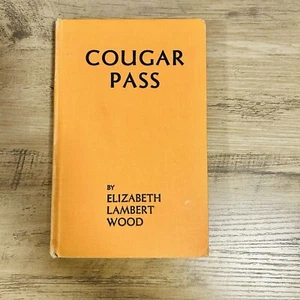 COUGAR
PASS
BY
ELIZABETH
LAMBERT
WOOD